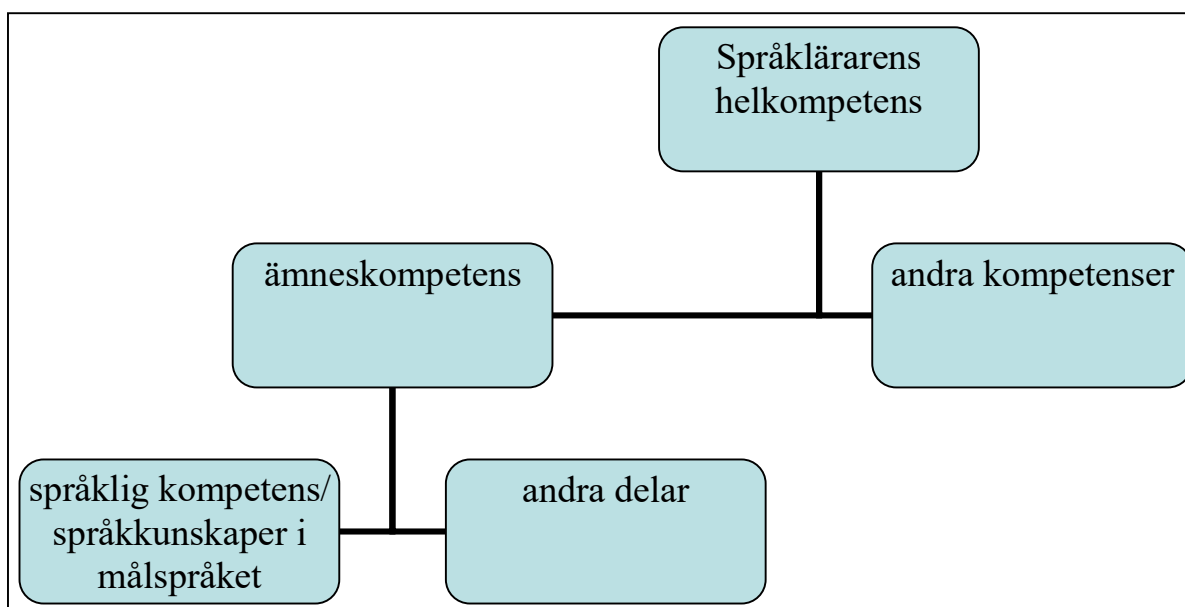 Språklärarens
helkompetens
ämneskompetens
andra kompetenser
språklig kompetens/
språkkunskaper i
målspråket
andra delar